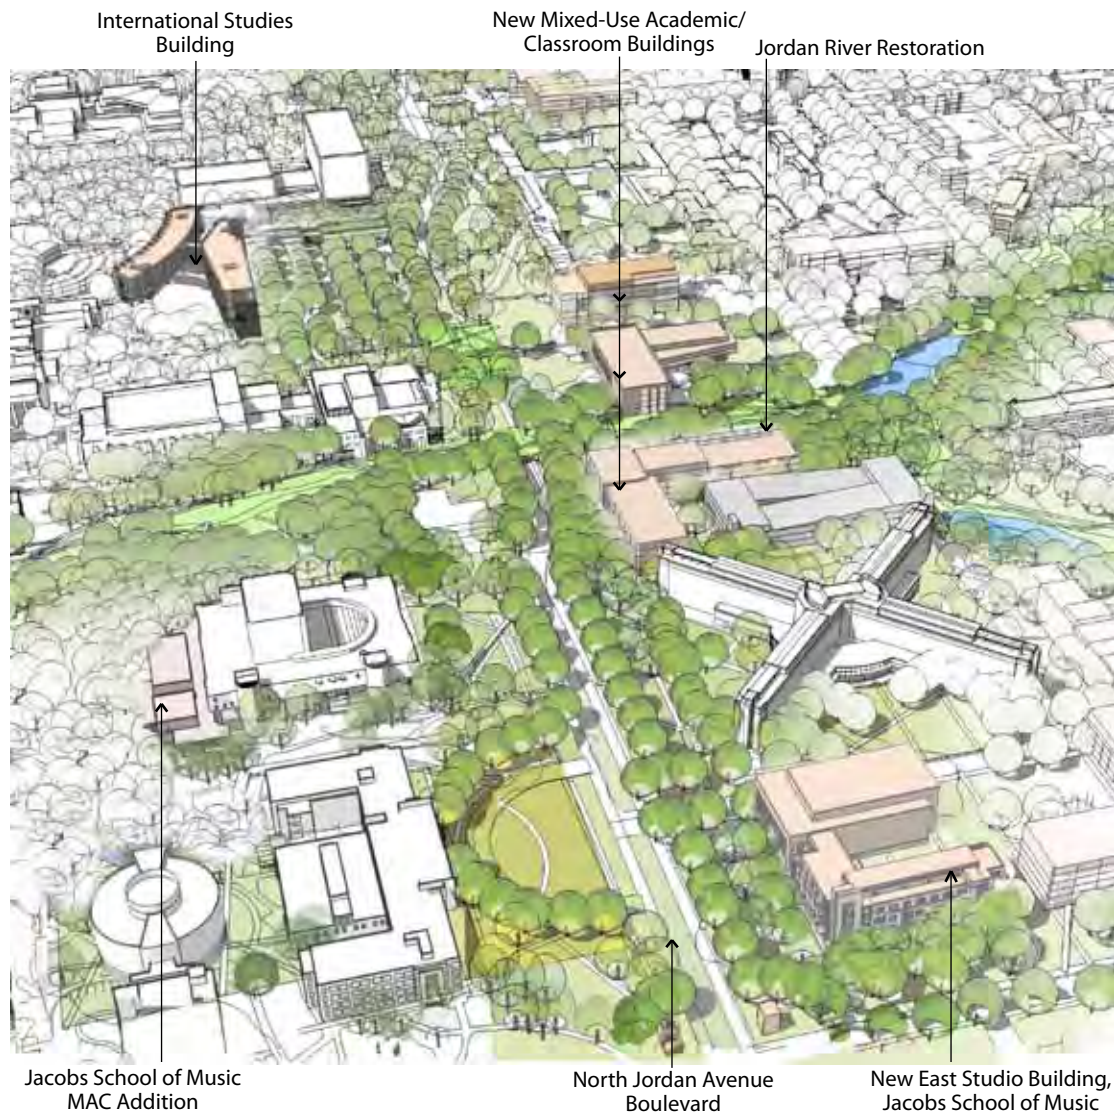 International Studies
Building
New Mixed-Use Academic/
Classroom Buildings
Jordan River Restoration
Jacobs School of Music
MAC Addition
North Jordan Avenue
Boulevard
New East Studio Building,
Jacobs School of Music